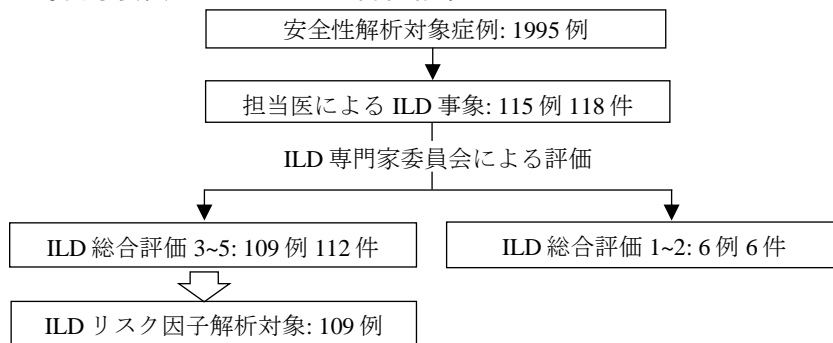 安全性解析対象症例: 1995 例
担当医による ILD 事象: 115 例 118 件
ILD 専門家委員会による評価
ILD 総合評価 3~5: 109 例 112 件
ILD 総合評価 1~2: 6 例 6 件
ILD リスク因子解析対象: 109 例